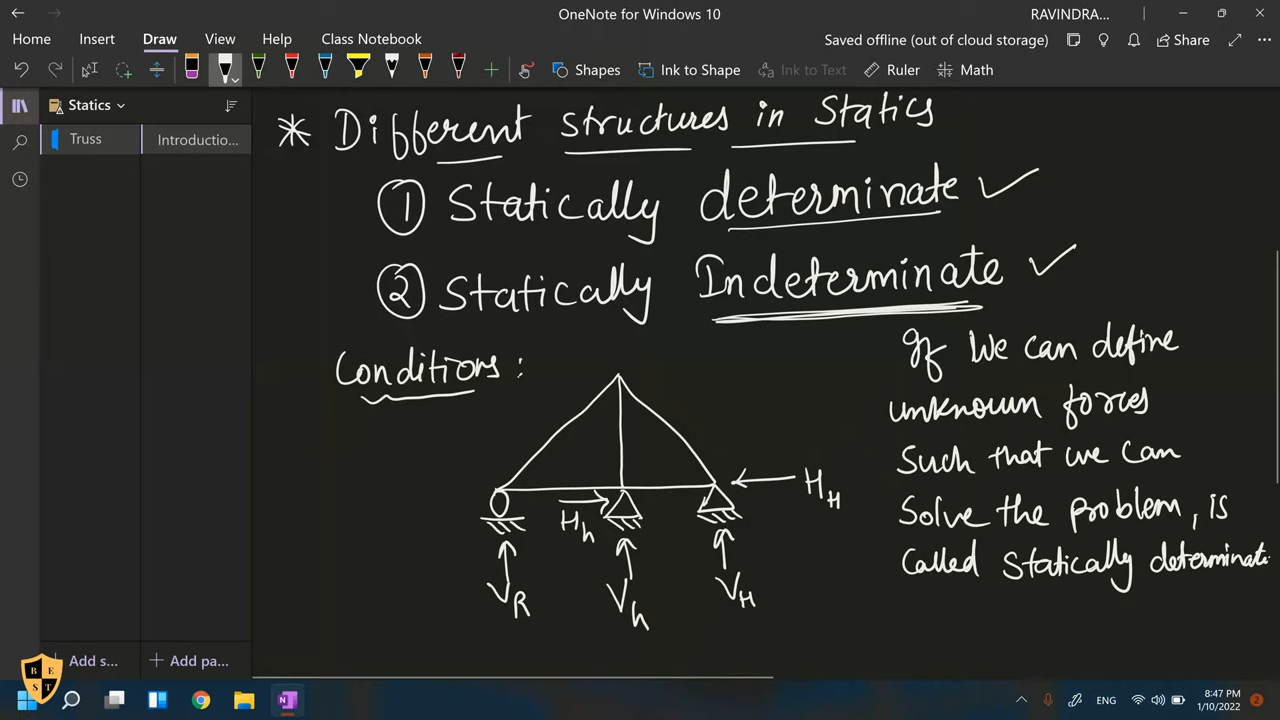 OneNote for Windows 10
RAVINDRA...
Home Insert Draw View Help Class Notebook
Saved offline (out of cloud storage)
Share
Shapes
Ink to Shape
Ink to Text
Ruler
Math
Statics
Truss
Introductio...
* Different structures in Statics
① Statically determinate ✓
② Statically Indeterminate ✓
Conditions :
If We can define
unknown forces
Such that we can
Solve the problem, is
Called Statically determinate
H_H
H_h
V_R
V_h
V_H
+ Add s...
+ Add pa...
BEST
ENG
8:47 PM
1/10/2022
2